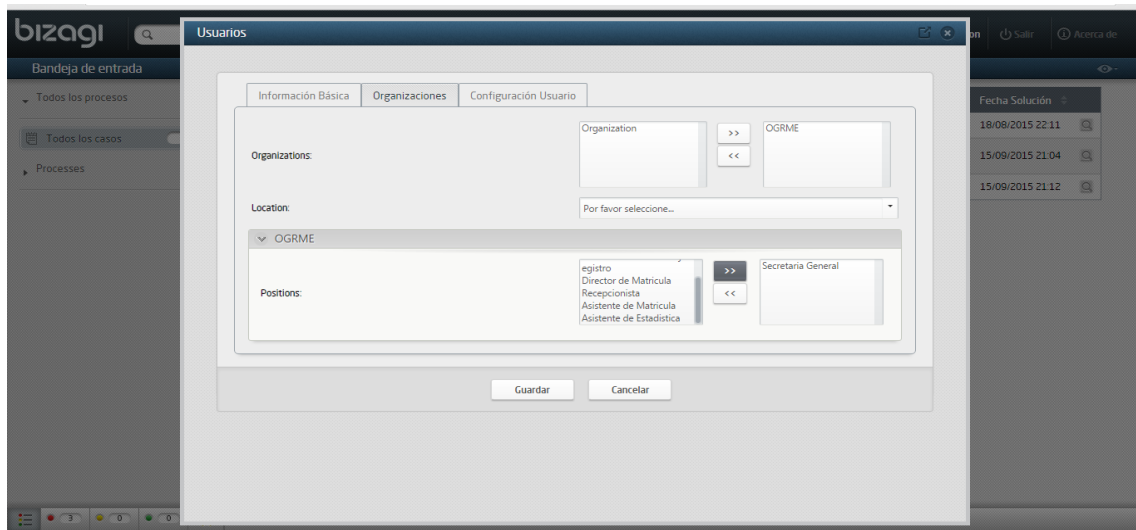 bizagi
Usuarios
on
Salir
Acerca de
Bandeja de entrada
Todos los procesos
Todos los casos
Processes
Información Básica
Organizaciones
Configuración Usuario
Fecha Solución
18/08/2015 22:11
15/09/2015 21:04
15/09/2015 21:12
Organizations:
Organization
>>
<<
OGRME
Location:
Por favor seleccione...
OGRME
Positions:
egistro
Director de Matricula
Recepcionista
Asistente de Matricula
Asistente de Estadistica
>>
<<
Secretaria General
Guardar
Cancelar
3
0
0